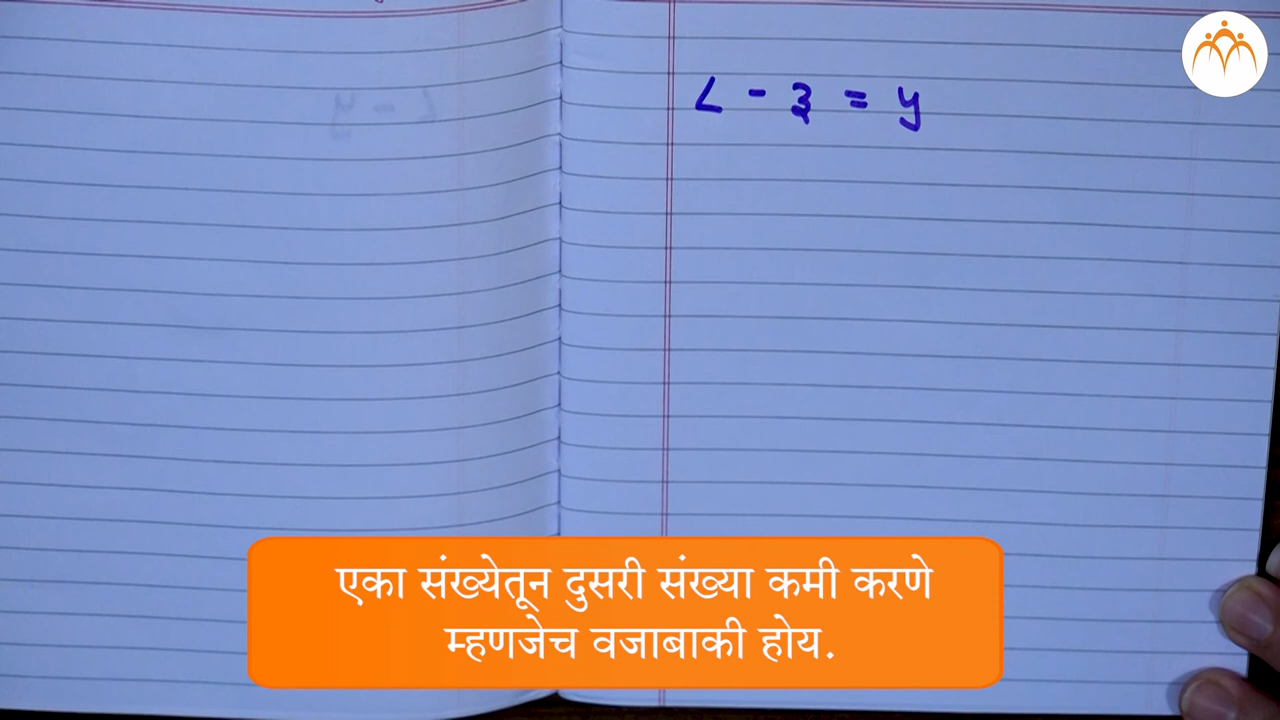 ८ - ३ = ५
एका संख्येतून दुसरी संख्या कमी करणे
म्हणजेच वजाबाकी होय.